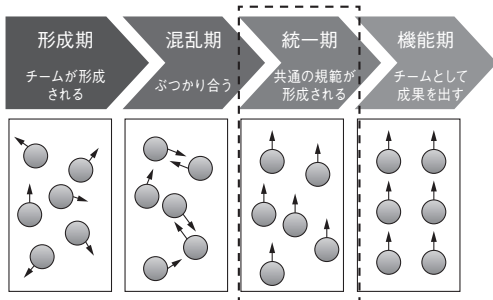 形成期
チームが形成
される
混乱期
ぶつかり合う
統一期
共通の規範が
形成される
機能期
チームとして
成果を出す